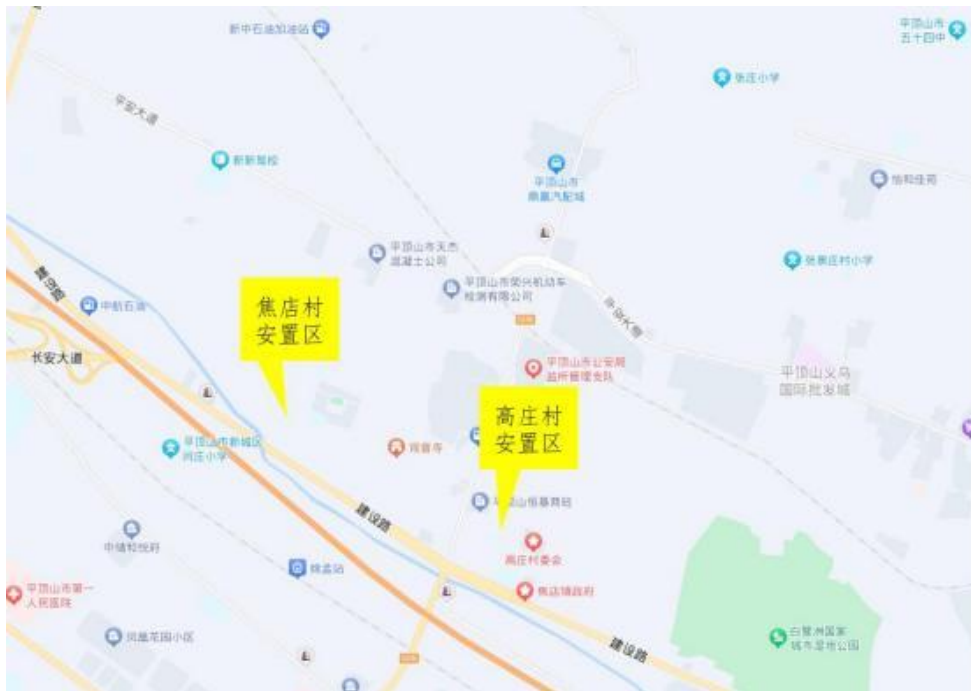 新中石油加油站
平顶山市
五十四中
张庄小学
平安大道
新新驾校
平顶山市
鼎赢汽配城
怡和佳苑
平顶山市天杰
混凝土公司
张景庄村小学
平顶山市荣兴机动车
检测有限公司
建设路
中航石油
焦店村
安置区
平安大道
长安大道
平顶山市公安局
监所管理支队
平顶山义乌
国际批发城
高庄村
安置区
平顶山市新城区
闫庄小学
观音寺
平顶山恒基商砼
建设路
中储和悦府
高庄村委会
焦店镇政府
平顶山市第一
人民医院
凤凰花园小区
建设路
白鹭洲国家
城市湿地公园